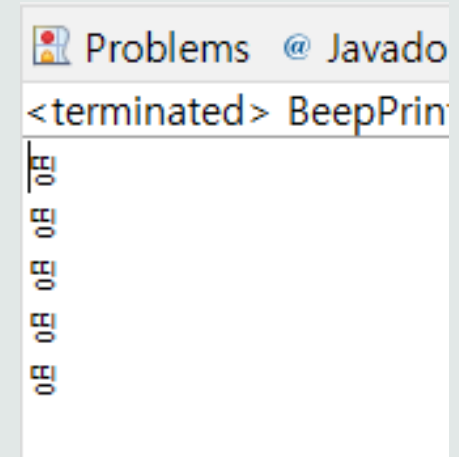 Problems @ Javado
<terminated> BeepPrin
띵
띵
띵
띵
띵